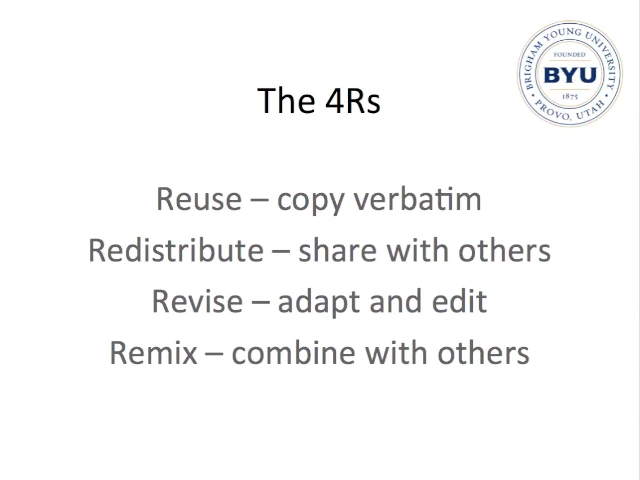 BRIGHAM YOUNG UNIVERSITY
FOUNDED
BYU
1875
PROVO, UTAH
The 4Rs
Reuse – copy verbatim
Redistribute – share with others
Revise – adapt and edit
Remix – combine with others